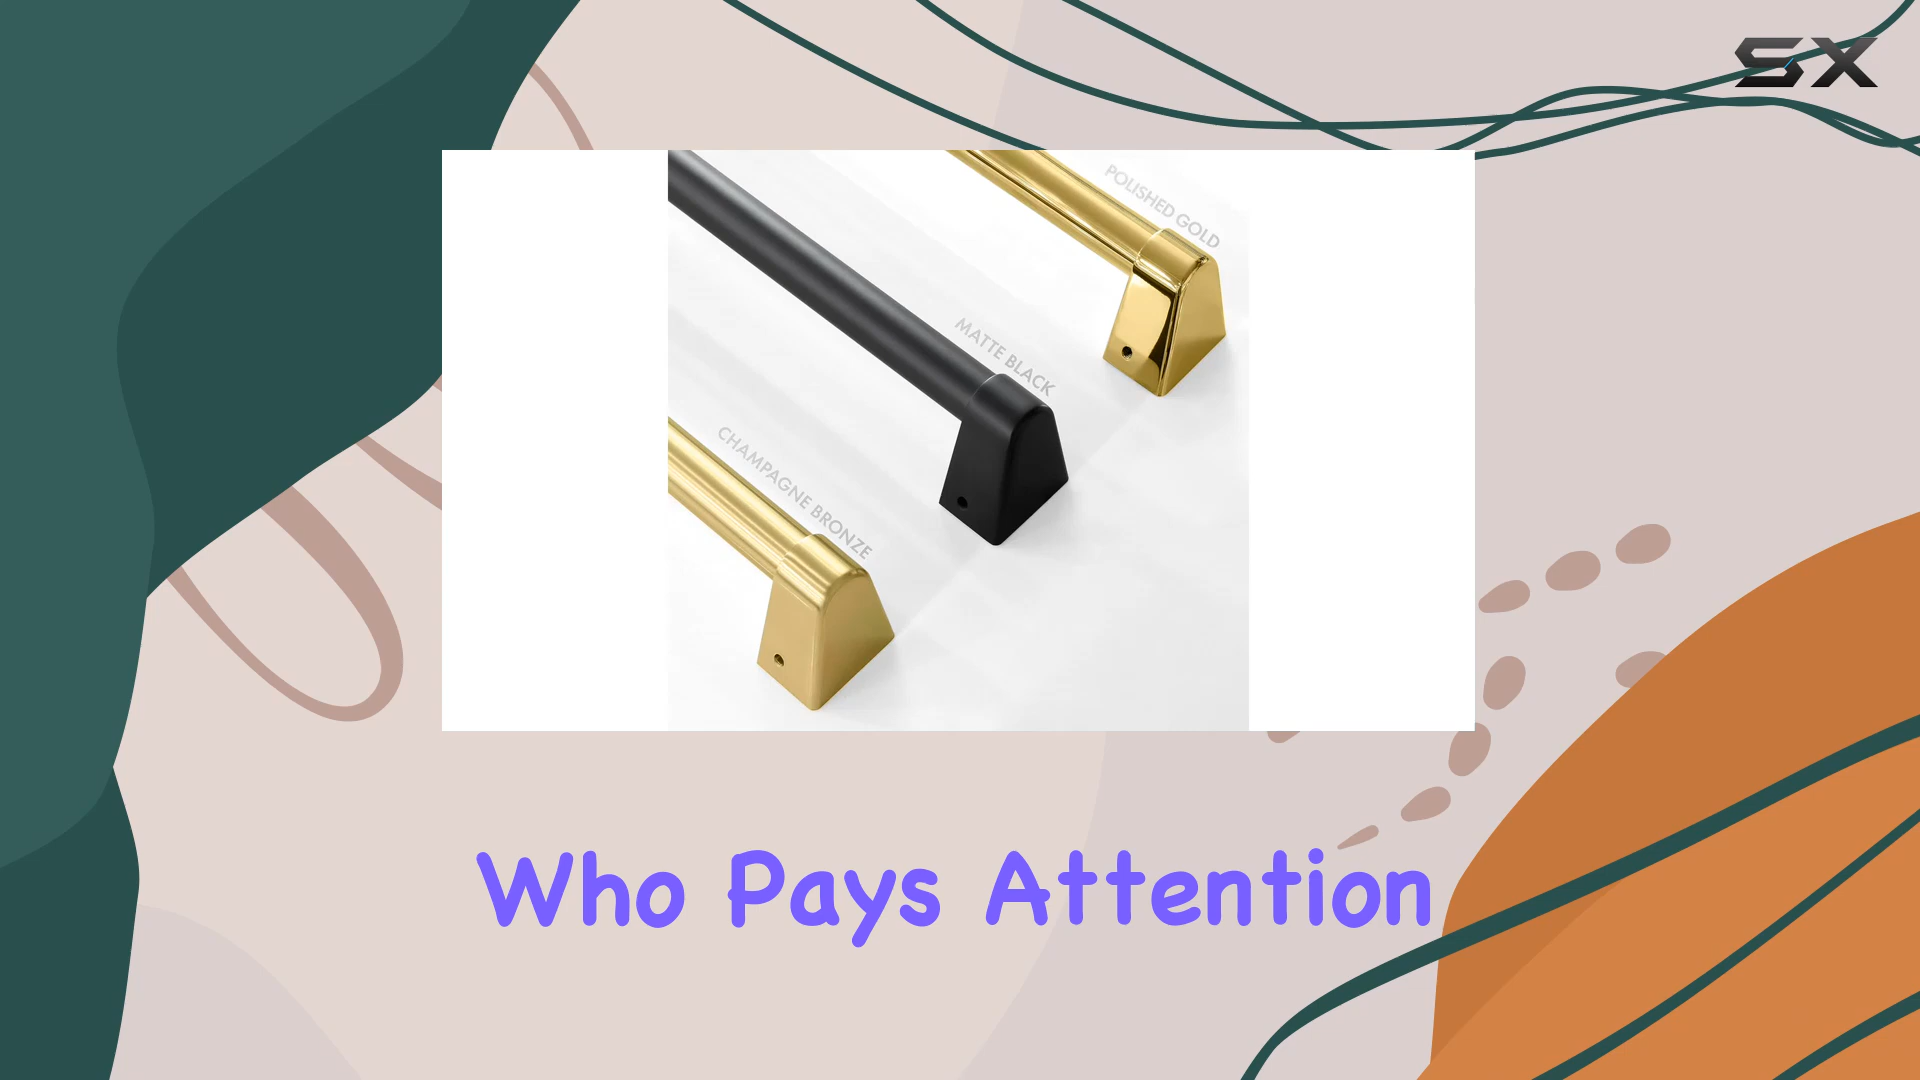 SX
POLISHED GOLD
MATTE BLACK
CHAMPAGNE BRONZE
Who Pays Attention